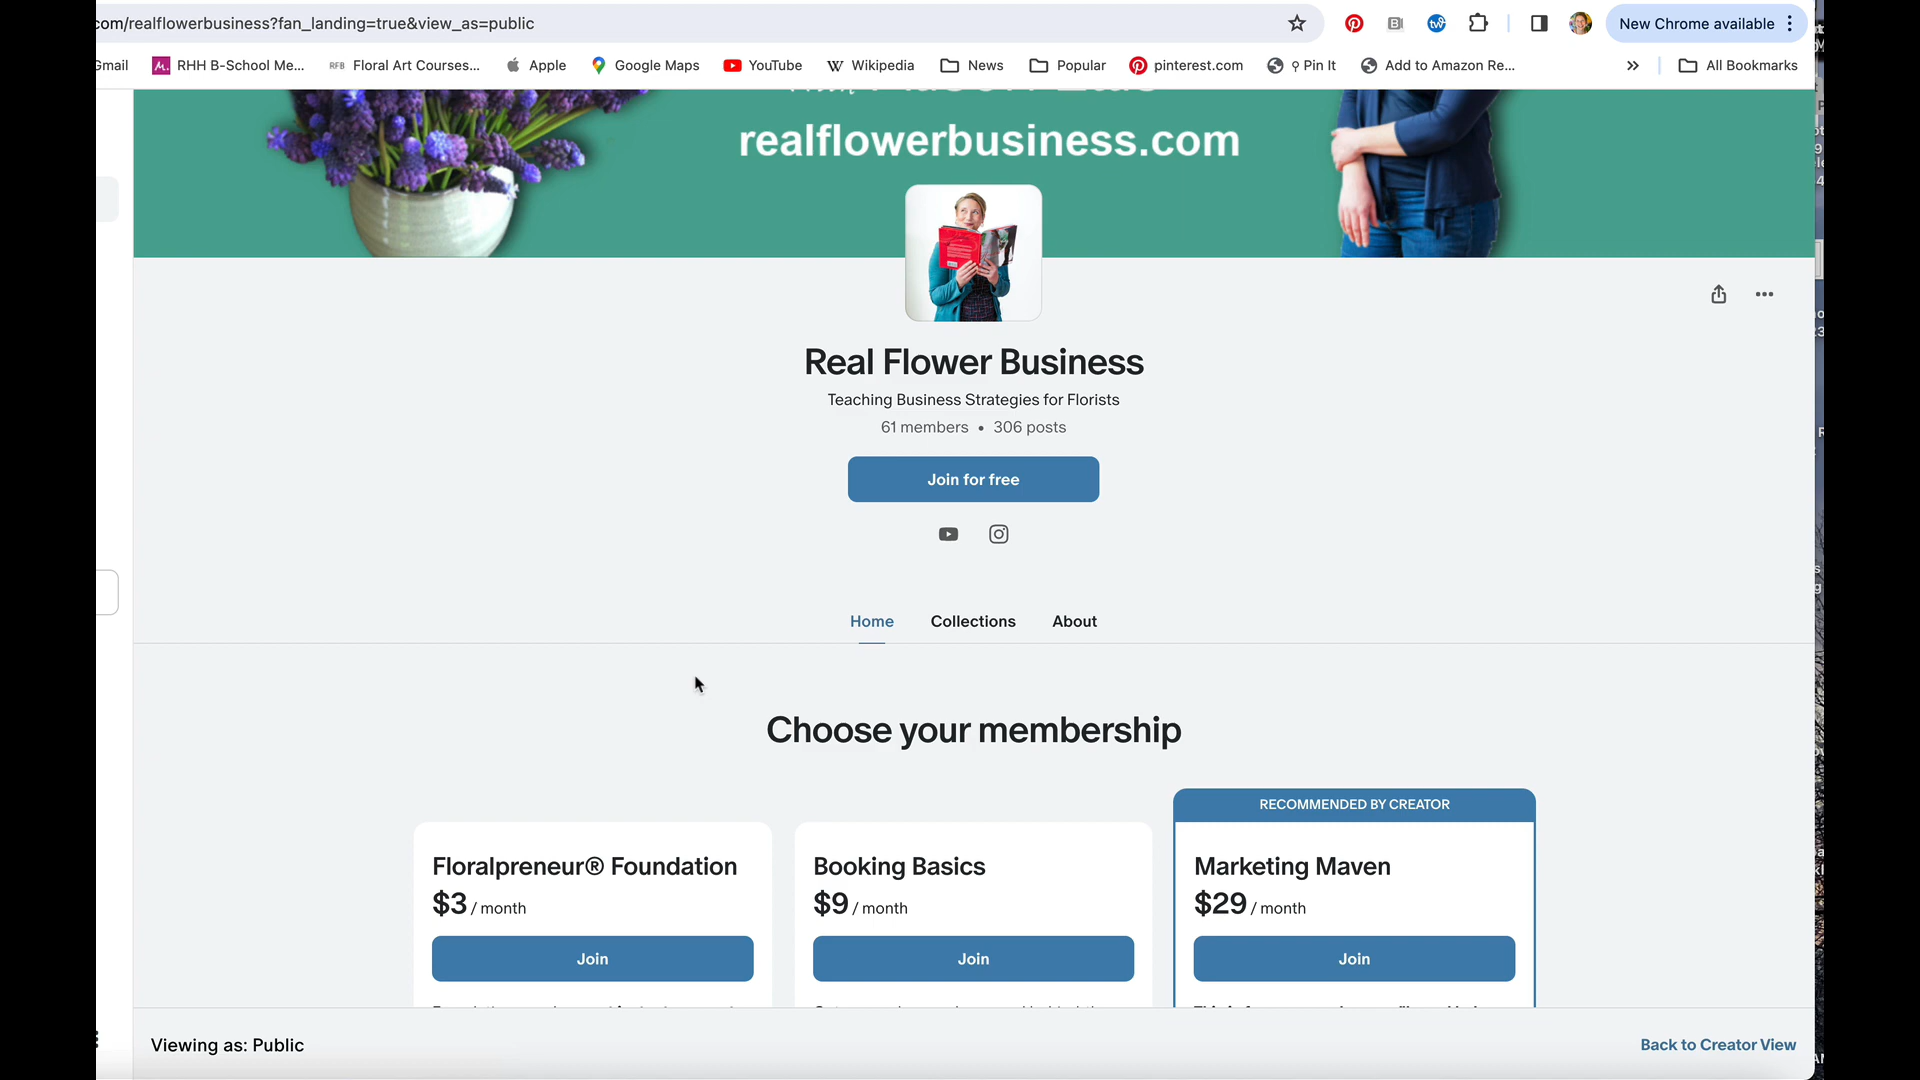 com/realflowerbusiness?fan_landing=true&view_as=public
New Chrome available
Gmail
RHH B-School Me...
RFB Floral Art Courses...
Apple
Google Maps
YouTube
W Wikipedia
News
Popular
pinterest.com
Pin It
Add to Amazon Re...
All Bookmarks
realflowerbusiness.com
Real Flower Business
Teaching Business Strategies for Florists
61 members • 306 posts
Join for free
Home
Collections
About
Choose your membership
RECOMMENDED BY CREATOR
Floralpreneur® Foundation
$3 / month
Join
Booking Basics
$9 / month
Join
Marketing Maven
$29 / month
Join
Viewing as: Public
Back to Creator View